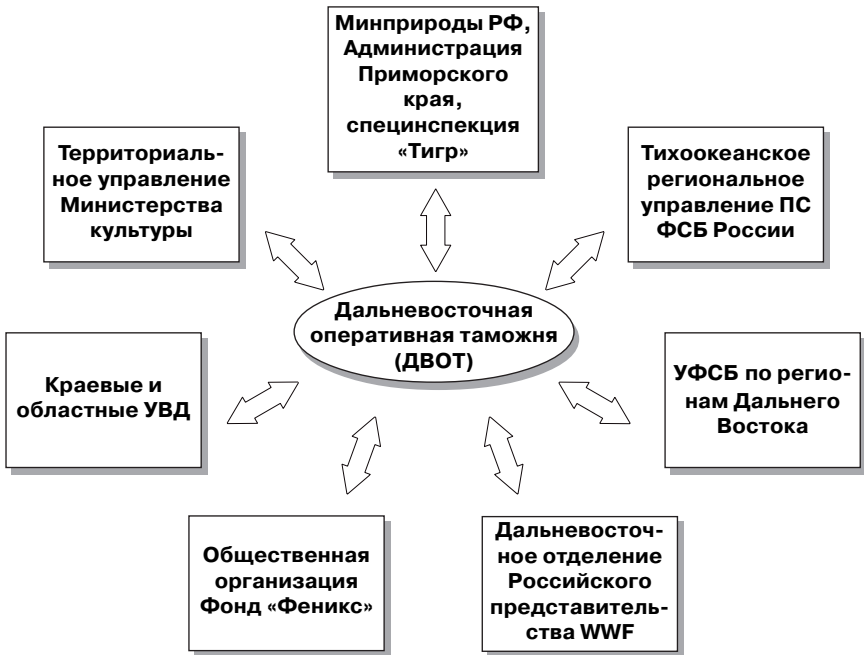 Минприроды РФ,
Администрация
Приморского
края,
специнспекция
«Тигр»
Территориаль-
ное управление
Министерства
культуры
Тихоокеанское
региональное
управление ПС
ФСБ России
Дальневосточная
оперативная таможня
(ДВОТ)
Краевые и
областные УВД
УФСБ по регио-
нам Дальнего
Востока
Общественная
организация
Фонд «Феникс»
Дальневосточ-
ное отделение
Российского
представитель-
ства WWF